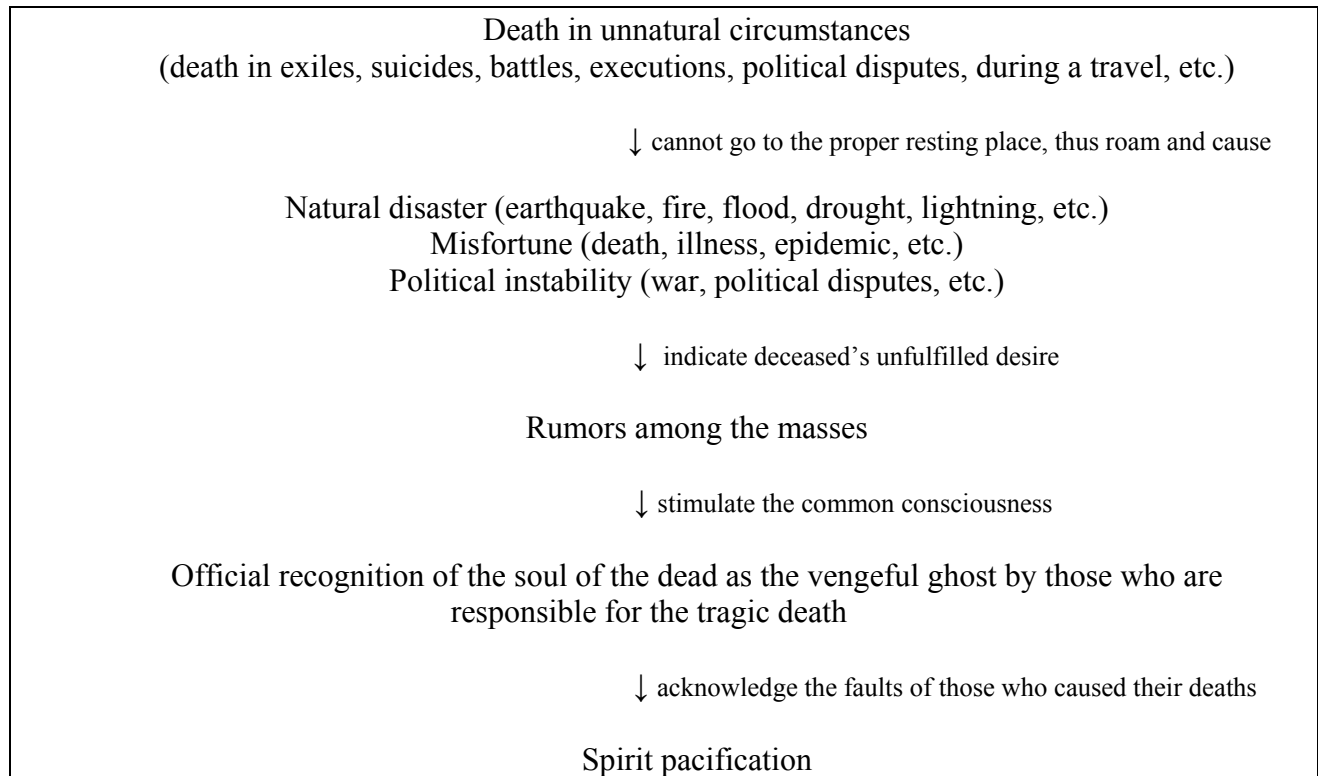 Death in unnatural circumstances
(death in exiles, suicides, battles, executions, political disputes, during a travel, etc.)
↓ cannot go to the proper resting place, thus roam and cause
Natural disaster (earthquake, fire, flood, drought, lightning, etc.)
Misfortune (death, illness, epidemic, etc.)
Political instability (war, political disputes, etc.)
↓ indicate deceased’s unfulfilled desire
Rumors among the masses
↓ stimulate the common consciousness
Official recognition of the soul of the dead as the vengeful ghost by those who are
responsible for the tragic death
↓ acknowledge the faults of those who caused their deaths
Spirit pacification